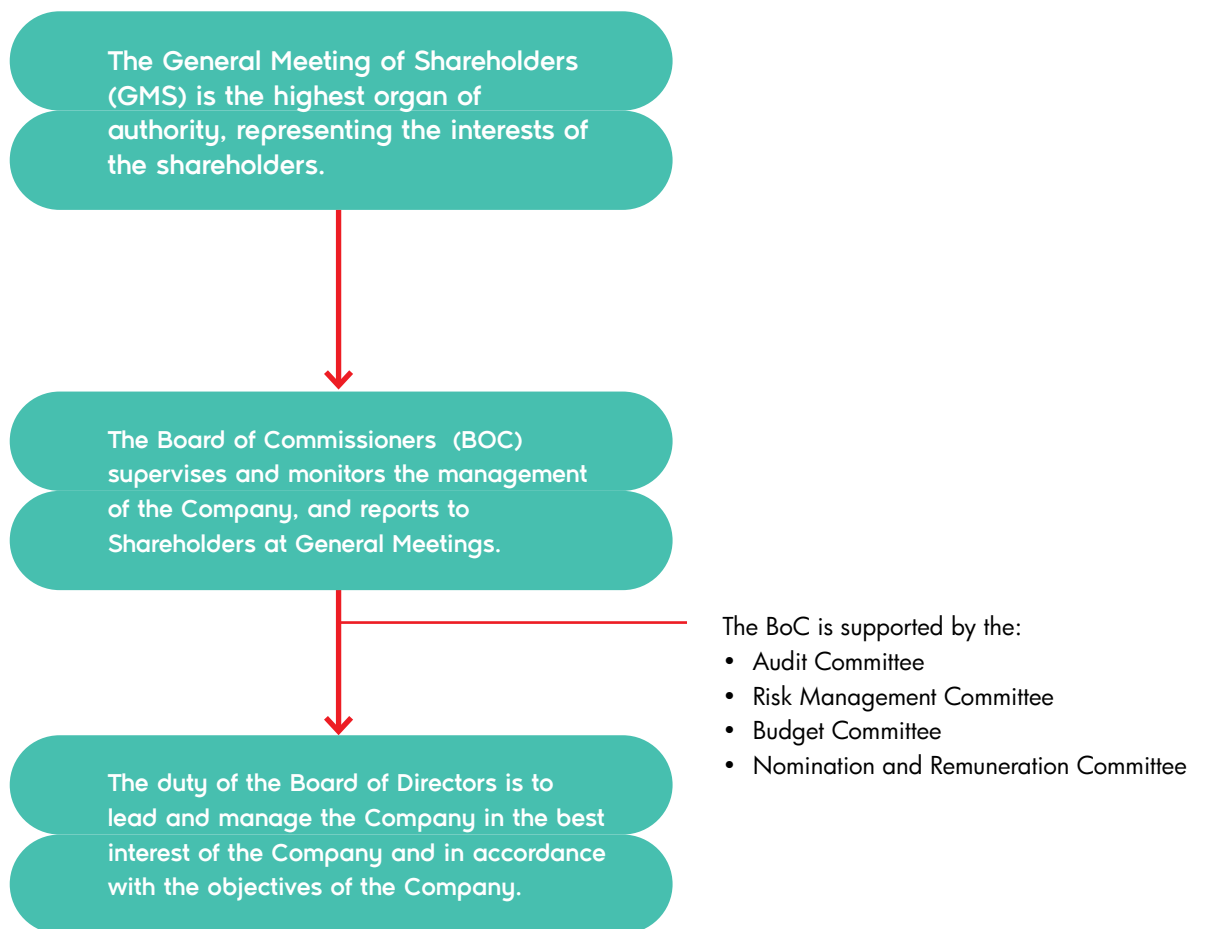 The General Meeting of Shareholders
(GMS) is the highest organ of
authority, representing the interests of
the shareholders.
The Board of Commissioners  (BOC)
supervises and monitors the management
of the Company, and reports to
Shareholders at General Meetings.
The BoC is supported by the:
• Audit Committee
• Risk Management Committee
• Budget Committee
• Nomination and Remuneration Committee
The duty of the Board of Directors is to
lead and manage the Company in the best
interest of the Company and in accordance
with the objectives of the Company.